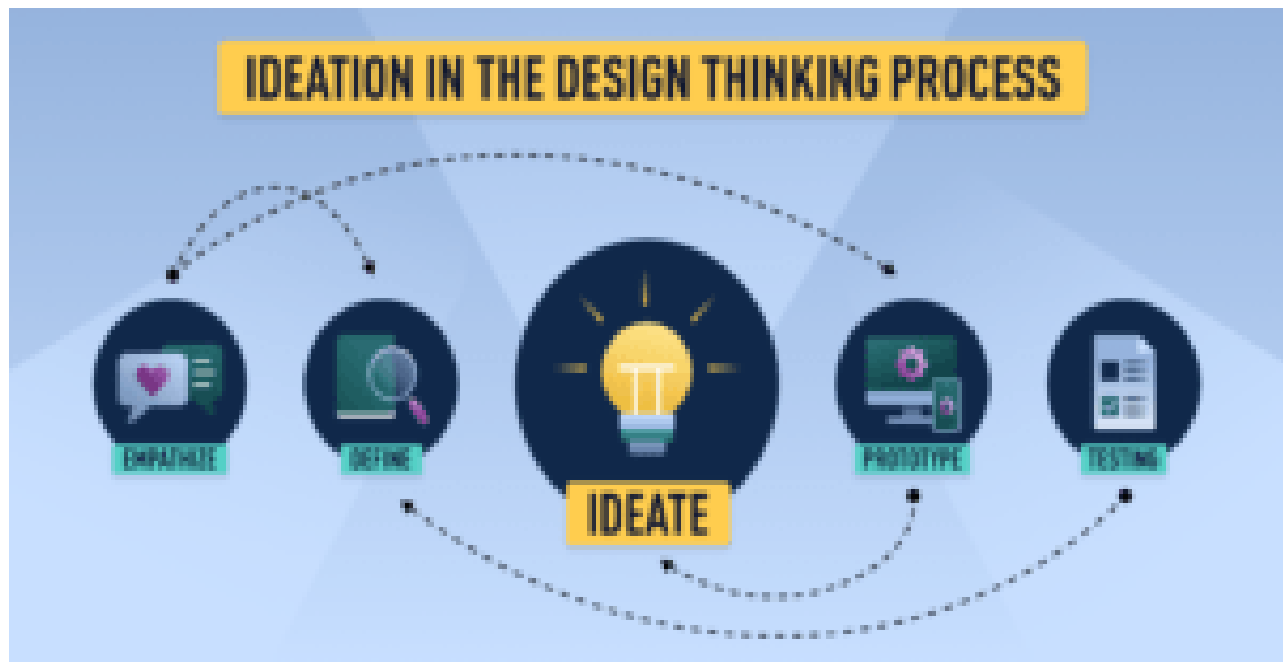 IDEATION IN THE DESIGN THINKING PROCESS
EMPATHIZE
DEFINE
IDEATE
PROTOTYPE
TESTING